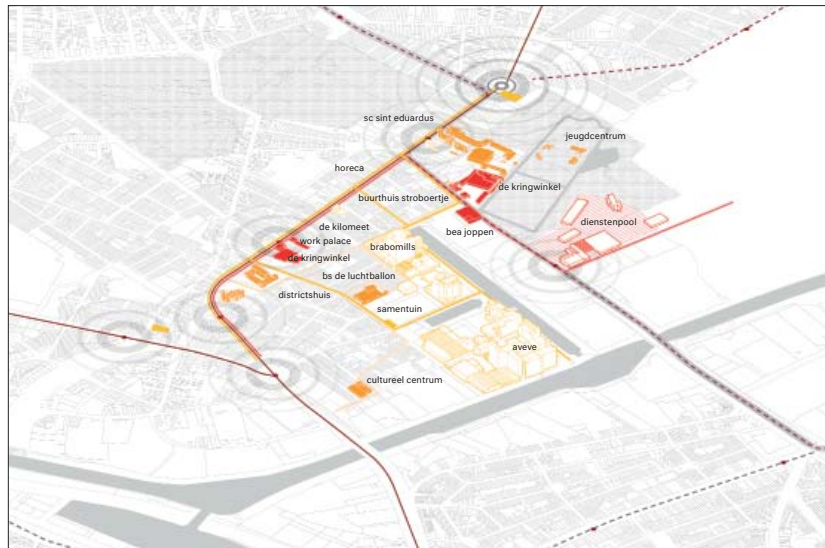 sc sint eduardus
jeugdcentrum
horeca
de kringwinkel
buurthuis stroboertje
dienstenpool
de kilomeet
bea joppen
work palace
brabomills
de kringwinkel
bs de luchtballon
districtshuis
samentuin
aveve
cultureel centrum